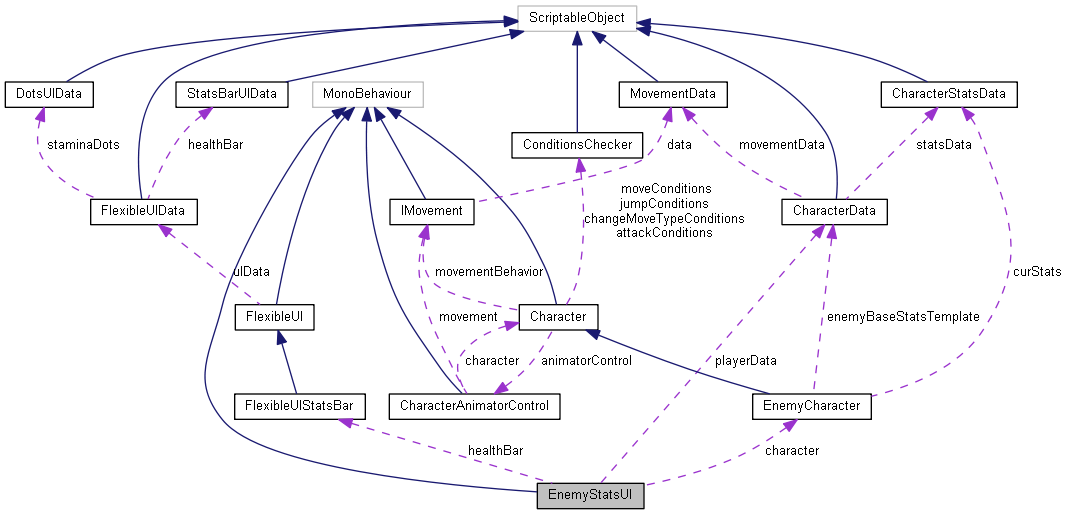 ScriptableObject
DotsUIData
StatsBarUIData
MonoBehaviour
MovementData
CharacterStatsData
staminaDots
healthBar
ConditionsChecker
data
movementData
statsData
moveConditions
jumpConditions
changeMoveTypeConditions
attackConditions
FlexibleUIData
IMovement
CharacterData
uIData
movementBehavior
curStats
FlexibleUI
movement
Character
enemyBaseStatsTemplate
character
animatorControl
playerData
FlexibleUIStatsBar
CharacterAnimatorControl
EnemyCharacter
healthBar
character
EnemyStatsUI